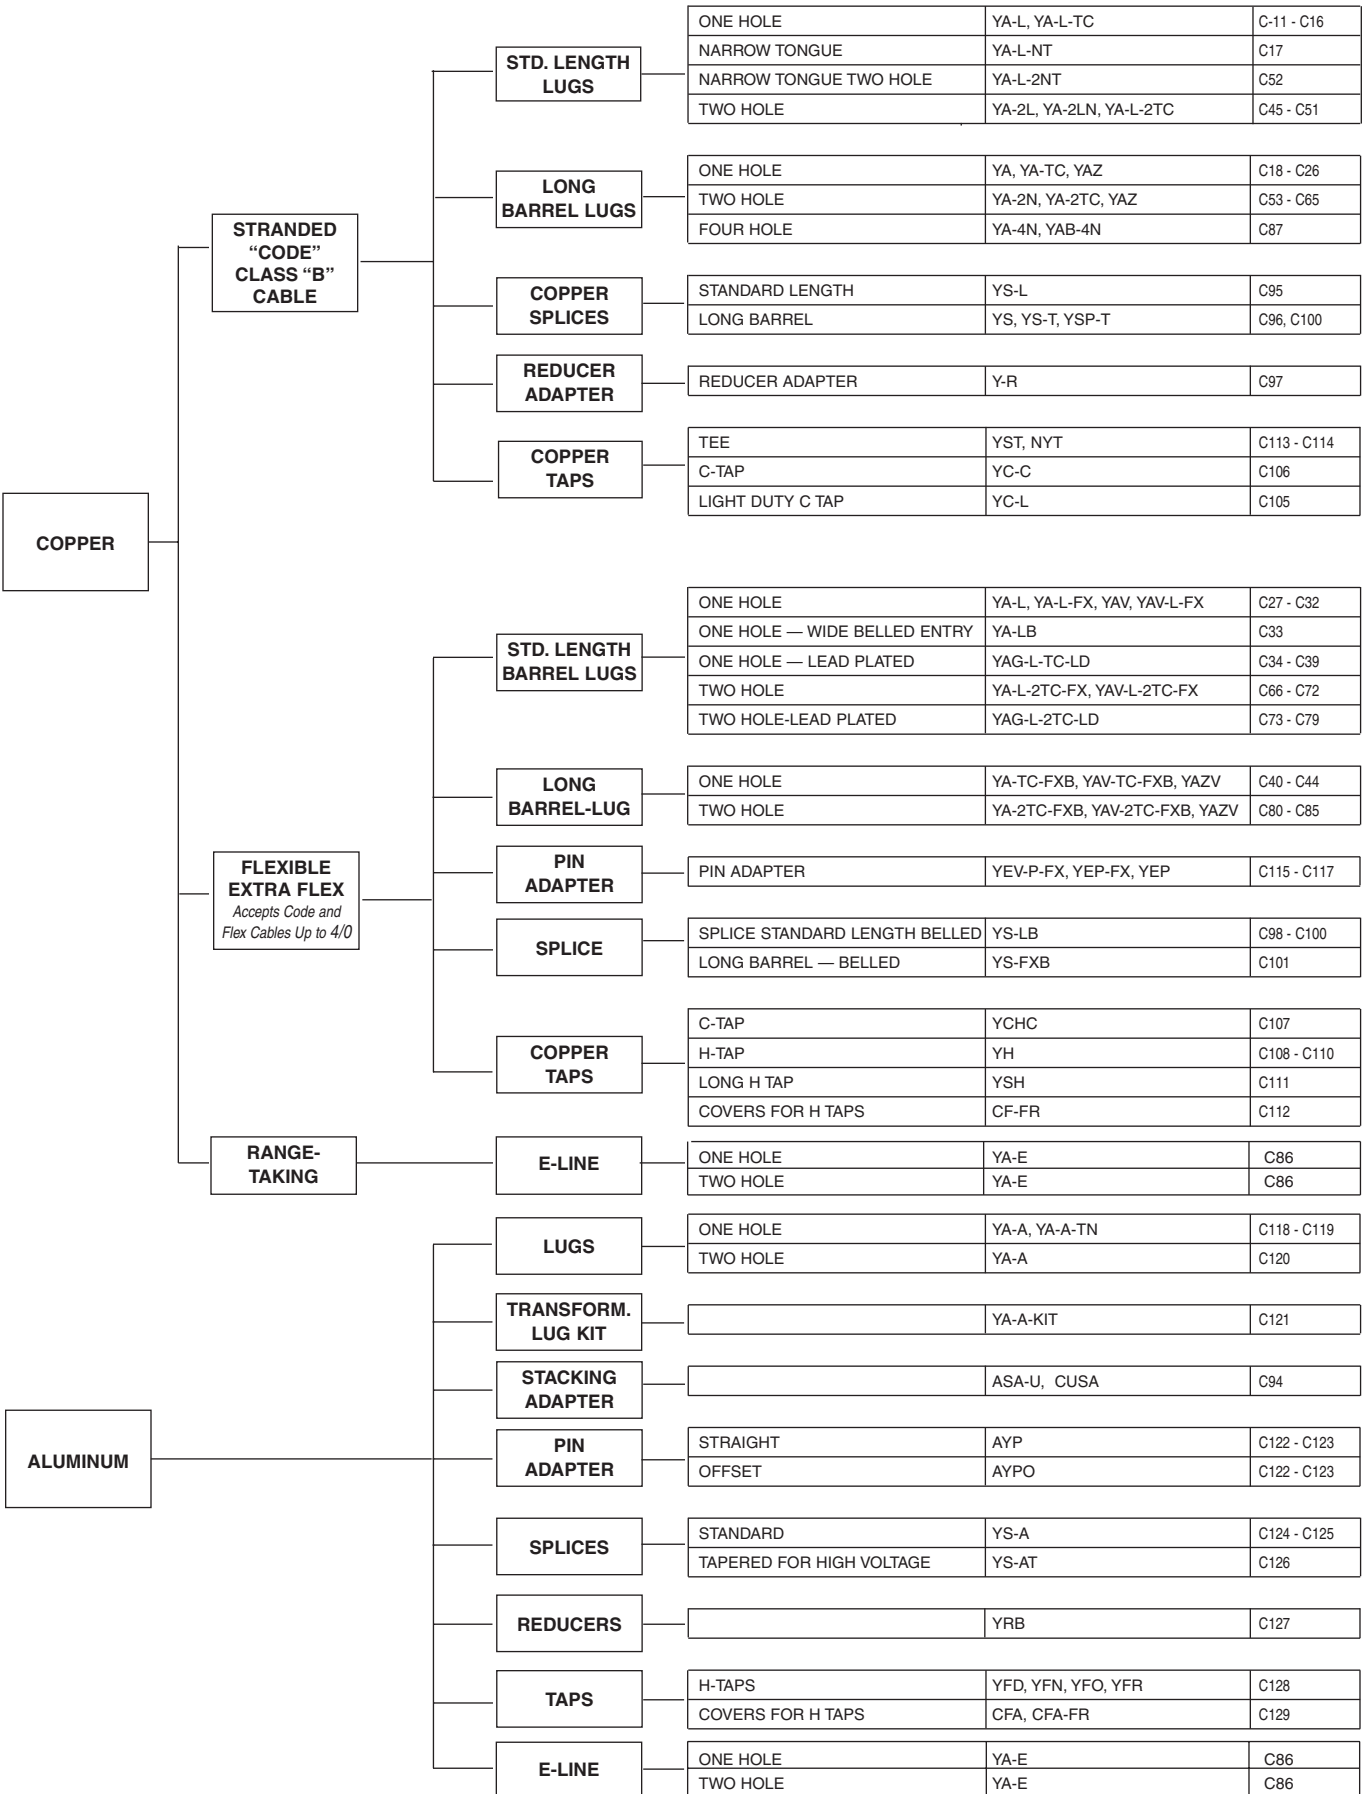 COPPER
STRANDED
“CODE”
CLASS “B”
CABLE
STD. LENGTH
LUGS
ONE HOLE YA-L, YA-L-TC C-11 - C16
NARROW TONGUE YA-L-NT C17
NARROW TONGUE TWO HOLE YA-L-2NT C52
TWO HOLE YA-2L, YA-2LN, YA-L-2TC C45 - C51
LONG
BARREL LUGS
ONE HOLE YA, YA-TC, YAZ C18 - C26
TWO HOLE YA-2N, YA-2TC, YAZ C53 - C65
FOUR HOLE YA-4N, YAB-4N C87
COPPER
SPLICES
STANDARD LENGTH YS-L C95
LONG BARREL YS, YS-T, YSP-T C96, C100
REDUCER
ADAPTER
REDUCER ADAPTER Y-R C97
COPPER
TAPS
TEE YST, NYT C113 - C114
C-TAP YC-C C106
LIGHT DUTY C TAP YC-L C105
FLEXIBLE
EXTRA FLEX
Accepts Code and
Flex Cables Up to 4/0
STD. LENGTH
BARREL LUGS
ONE HOLE YA-L, YA-L-FX, YAV, YAV-L-FX C27 - C32
ONE HOLE — WIDE BELLED ENTRY YA-LB C33
ONE HOLE — LEAD PLATED YAG-L-TC-LD C34 - C39
TWO HOLE YA-L-2TC-FX, YAV-L-2TC-FX C66 - C72
TWO HOLE-LEAD PLATED YAG-L-2TC-LD C73 - C79
LONG
BARREL-LUG
ONE HOLE YA-TC-FXB, YAV-TC-FXB, YAZV C40 - C44
TWO HOLE YA-2TC-FXB, YAV-2TC-FXB, YAZV C80 - C85
PIN
ADAPTER
PIN ADAPTER YEV-P-FX, YEP-FX, YEP C115 - C117
SPLICE
SPLICE STANDARD LENGTH BELLED YS-LB C98 - C100
LONG BARREL — BELLED YS-FXB C101
COPPER
TAPS
C-TAP YCHC C107
H-TAP YH C108 - C110
LONG H TAP YSH C111
COVERS FOR H TAPS CF-FR C112
RANGE-
TAKING
E-LINE
ONE HOLE YA-E C86
TWO HOLE YA-E C86
ALUMINUM
LUGS
ONE HOLE YA-A, YA-A-TN C118 - C119
TWO HOLE YA-A C120
TRANSFORM.
LUG KIT
YA-A-KIT C121
STACKING
ADAPTER
ASA-U, CUSA C94
PIN
ADAPTER
STRAIGHT AYP C122 - C123
OFFSET AYPO C122 - C123
SPLICES
STANDARD YS-A C124 - C125
TAPERED FOR HIGH VOLTAGE YS-AT C126
REDUCERS
YRB C127
TAPS
H-TAPS YFD, YFN, YFO, YFR C128
COVERS FOR H TAPS CFA, CFA-FR C129
E-LINE
ONE HOLE YA-E C86
TWO HOLE YA-E C86